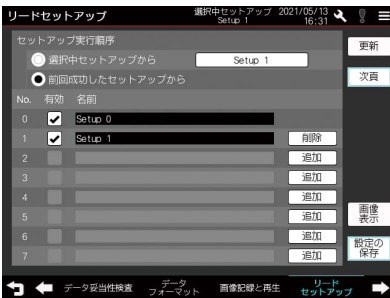 リードセットアップ
選択中セットアップ
Setup 1
2021/05/13
16:31
セットアップ実行順序
選択中セットアップから
Setup 1
前回成功したセットアップから
No. 有効 名前
0 Setup 0
1 Setup 1 削除
2 追加
3 追加
4 追加
5 追加
6 追加
7 追加
更新
次頁
画像
表示
設定の
保存
データ妥当性検査
データ
フォーマット
画像記録と再生
リード
セットアップ